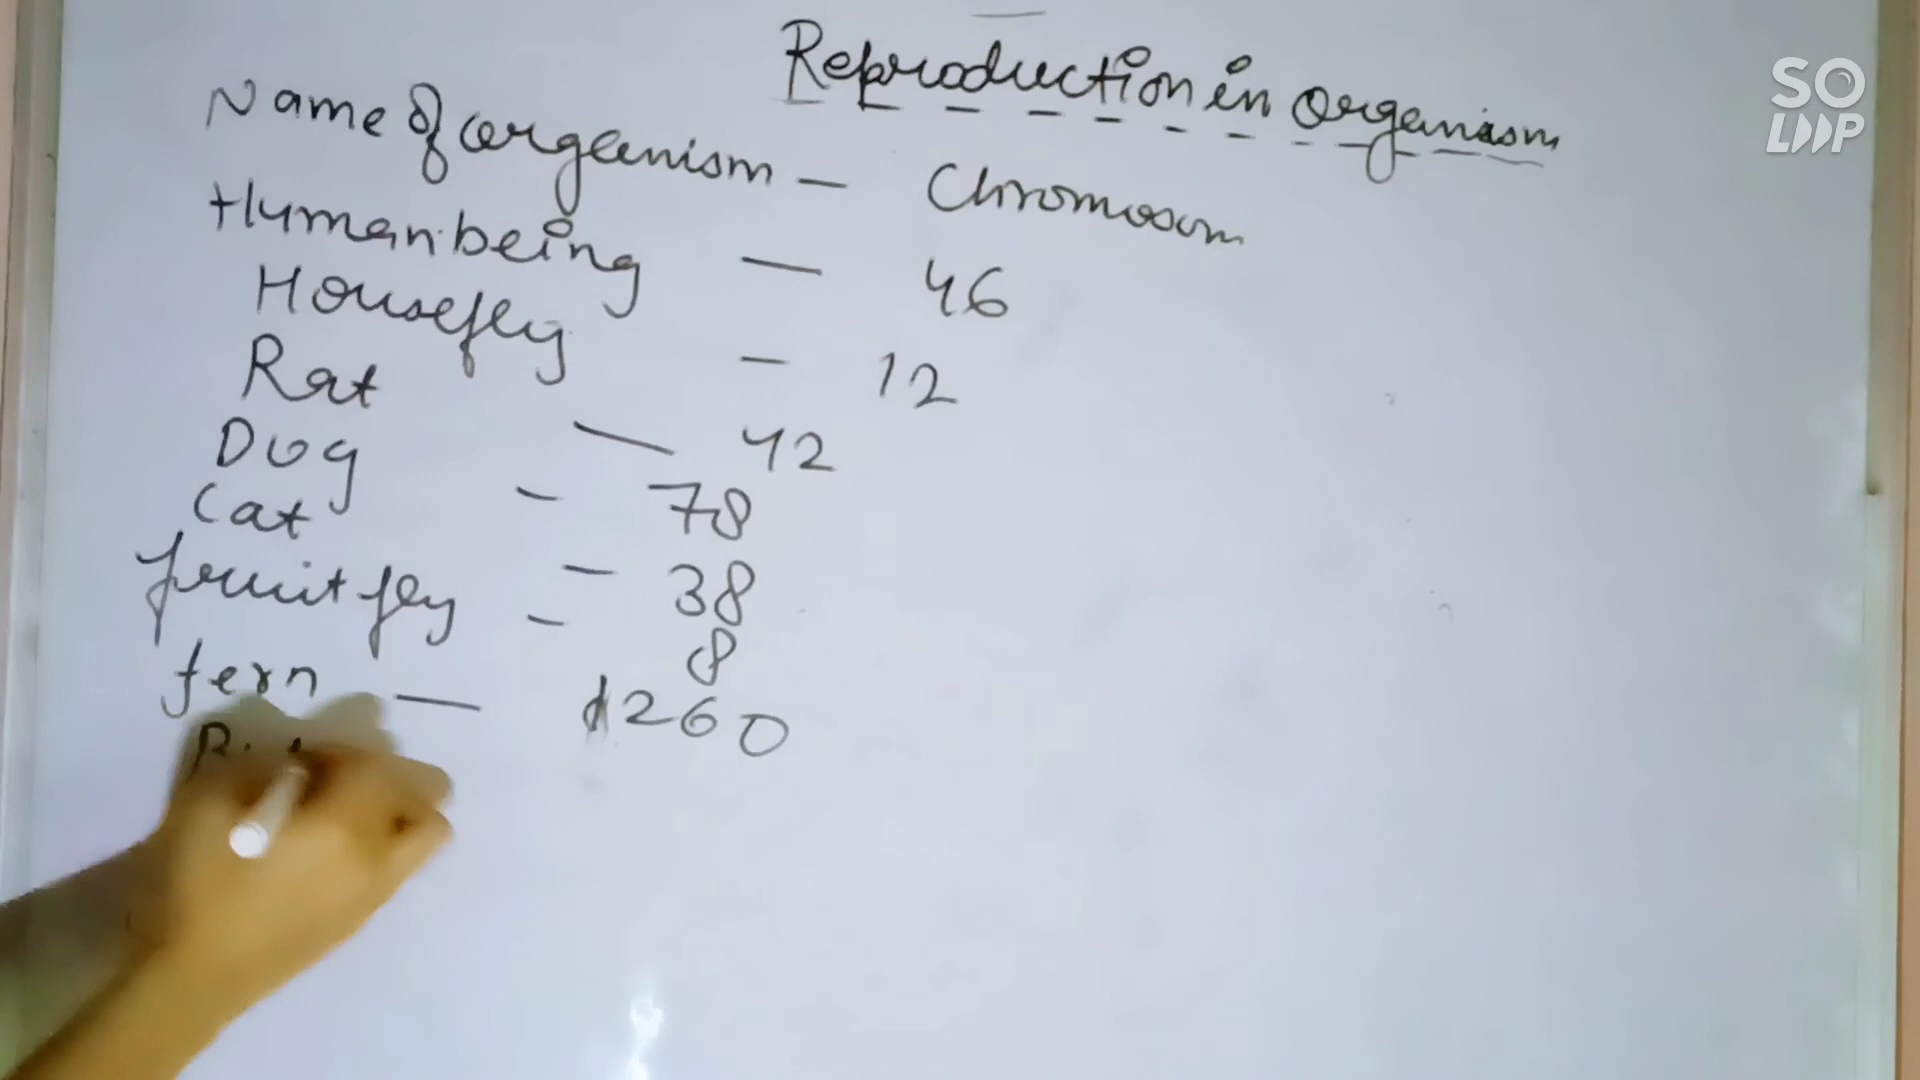 Reproduction in Organism
Name of organism — Chromosom
Human being — 46
Housefly — 12
Rat — 42
Dog — 78
Cat — 38
fruit fly — 8
fern — 1260
SO
LOOP